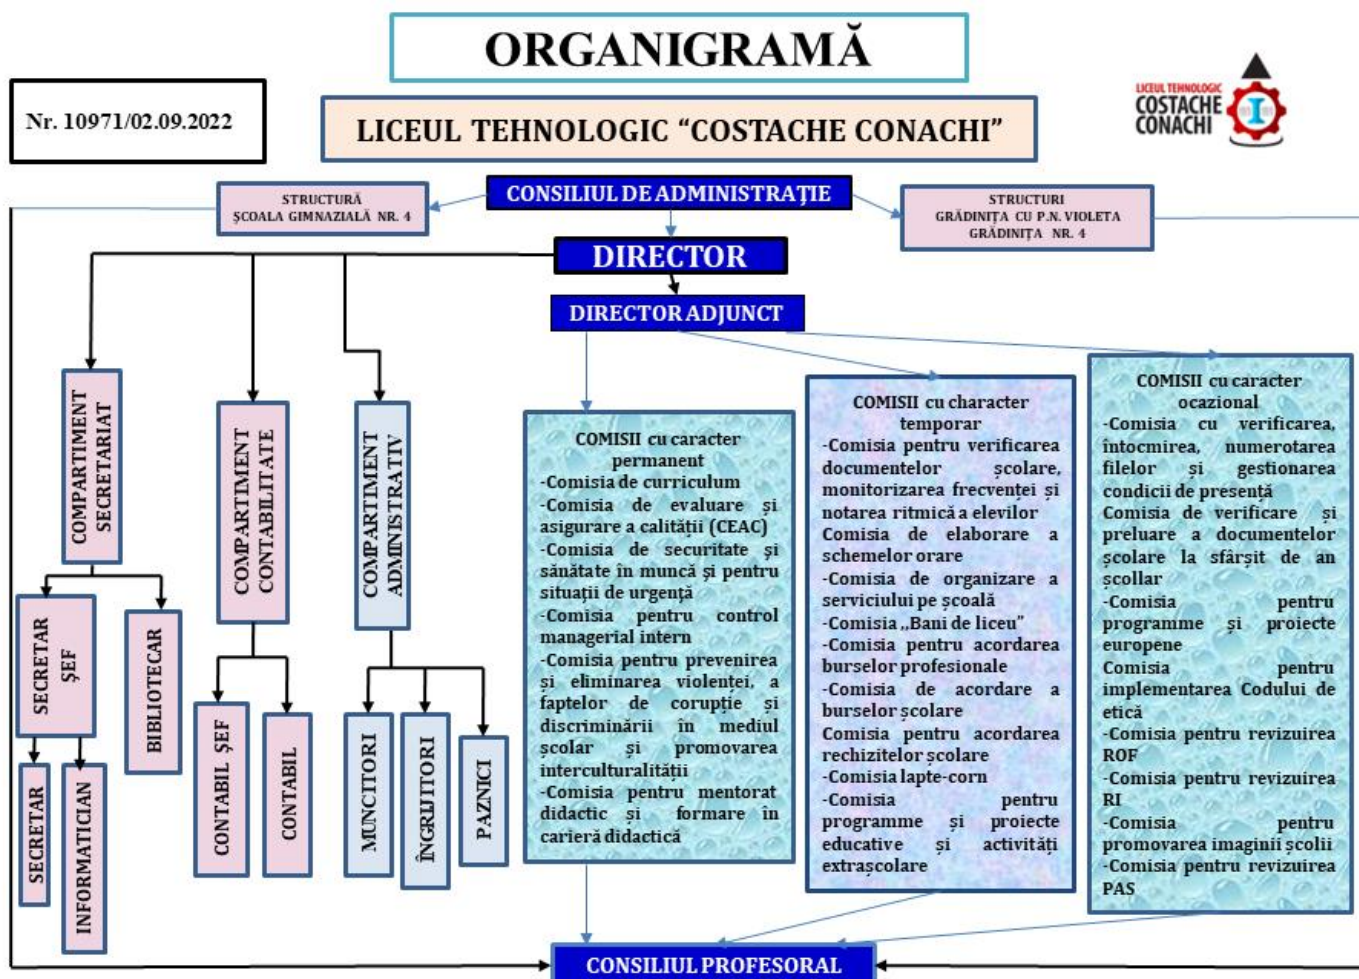 ORGANIGRAMĂ
Nr. 10971/02.09.2022
LICEUL TEHNOLOGIC “COSTACHE CONACHI”
LICEUL TEHNOLOGIC
COSTACHE
CONACHI
STRUCTURĂ
ȘCOALA GIMNAZIALĂ NR. 4
CONSILIUL DE ADMINISTRAȚIE
STRUCTURI
GRĂDINIȚA CU P.N. VIOLETA
GRĂDINIȚA NR. 4
DIRECTOR
DIRECTOR ADJUNCT
COMPARTIMENT
SECRETARIAT
COMPARTIMENT
CONTABILITATE
COMPARTIMENT
ADMINISTRATIV
SECRETAR
ȘEF
BIBLIOTECAR
SECRETAR
INFORMATICIAN
CONTABIL ȘEF
CONTABIL
MUNCITORI
ÎNGRIJITORI
PAZNICI
COMISII cu caracter
permanent
-Comisia de curriculum
-Comisia de evaluare și
asigurare a calității (CEAC)
-Comisia de securitate și
sănătate în muncă și pentru
situații de urgență
-Comisia pentru control
managerial intern
-Comisia pentru prevenirea
și eliminarea violenței, a
faptelor de corupție și
discriminării în mediul
școlar și promovarea
interculturalității
-Comisia pentru mentorat
didactic și formare în
carieră didactică
COMISII cu character
temporar
-Comisia pentru verificarea
documentelor școlare,
monitorizarea frecvenței și
notarea ritmică a elevilor
Comisia de elaborare a
schemelor orare
-Comisia de organizare a
serviciului pe școală
-Comisia „Bani de liceu”
-Comisia pentru acordarea
burselor profesionale
-Comisia de acordare a
burselor școlare
Comisia pentru acordarea
rechizitelor școlare
-Comisia lapte-corn
-Comisia pentru
programme și proiecte
educative și activități
extrașcolare
COMISII cu caracter
ocazional
-Comisia cu verificarea,
întocmirea, numerotarea
filelor și gestionarea
condicii de presență
Comisia de verificare și
preluare a documentelor
școlare la sfârșit de an
școllar
-Comisia pentru
programme și proiecte
europene
Comisia pentru
implementarea Codului de
etică
-Comisia pentru revizuirea
ROF
-Comisia pentru revizuirea
RI
-Comisia pentru
promovarea imaginii școlii
-Comisia pentru revizuirea
PAS
CONSILIUL PROFESORAL